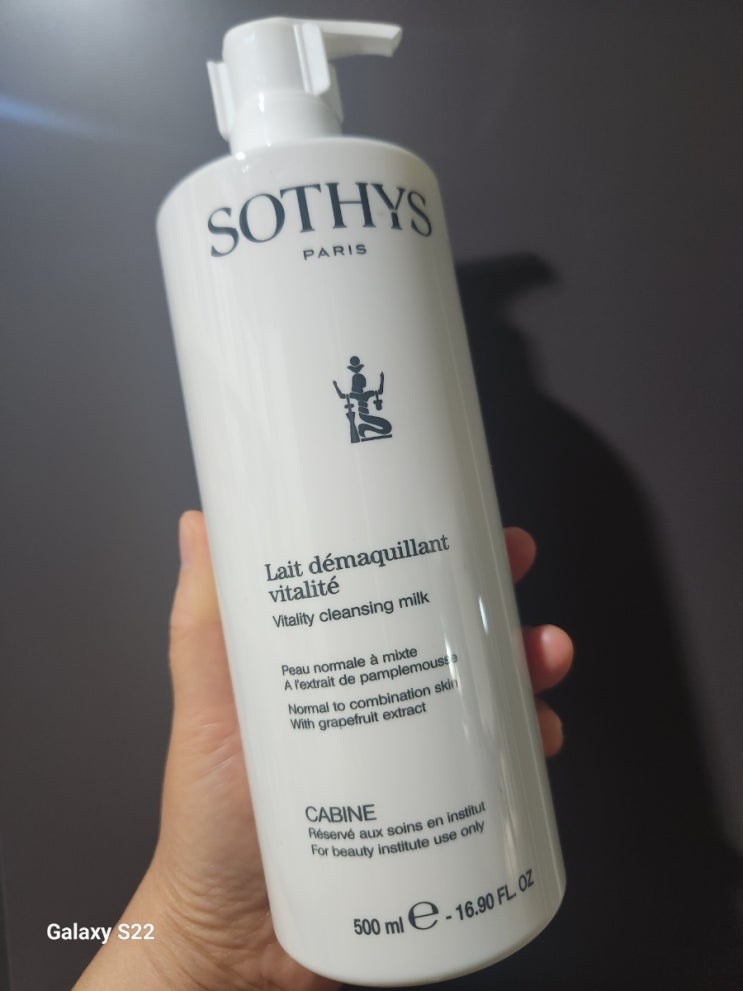 SOTHYS
PARIS
Lait démaquillant
vitalité
Vitality cleansing milk
Peau normale à mixte
A l'extrait de pamplemousse
Normal to combination skin
With grapefruit extract
CABINE
Réservé aux soins en institut
For beauty institute use only
500 ml e - 16.90 FL. OZ
Galaxy S22